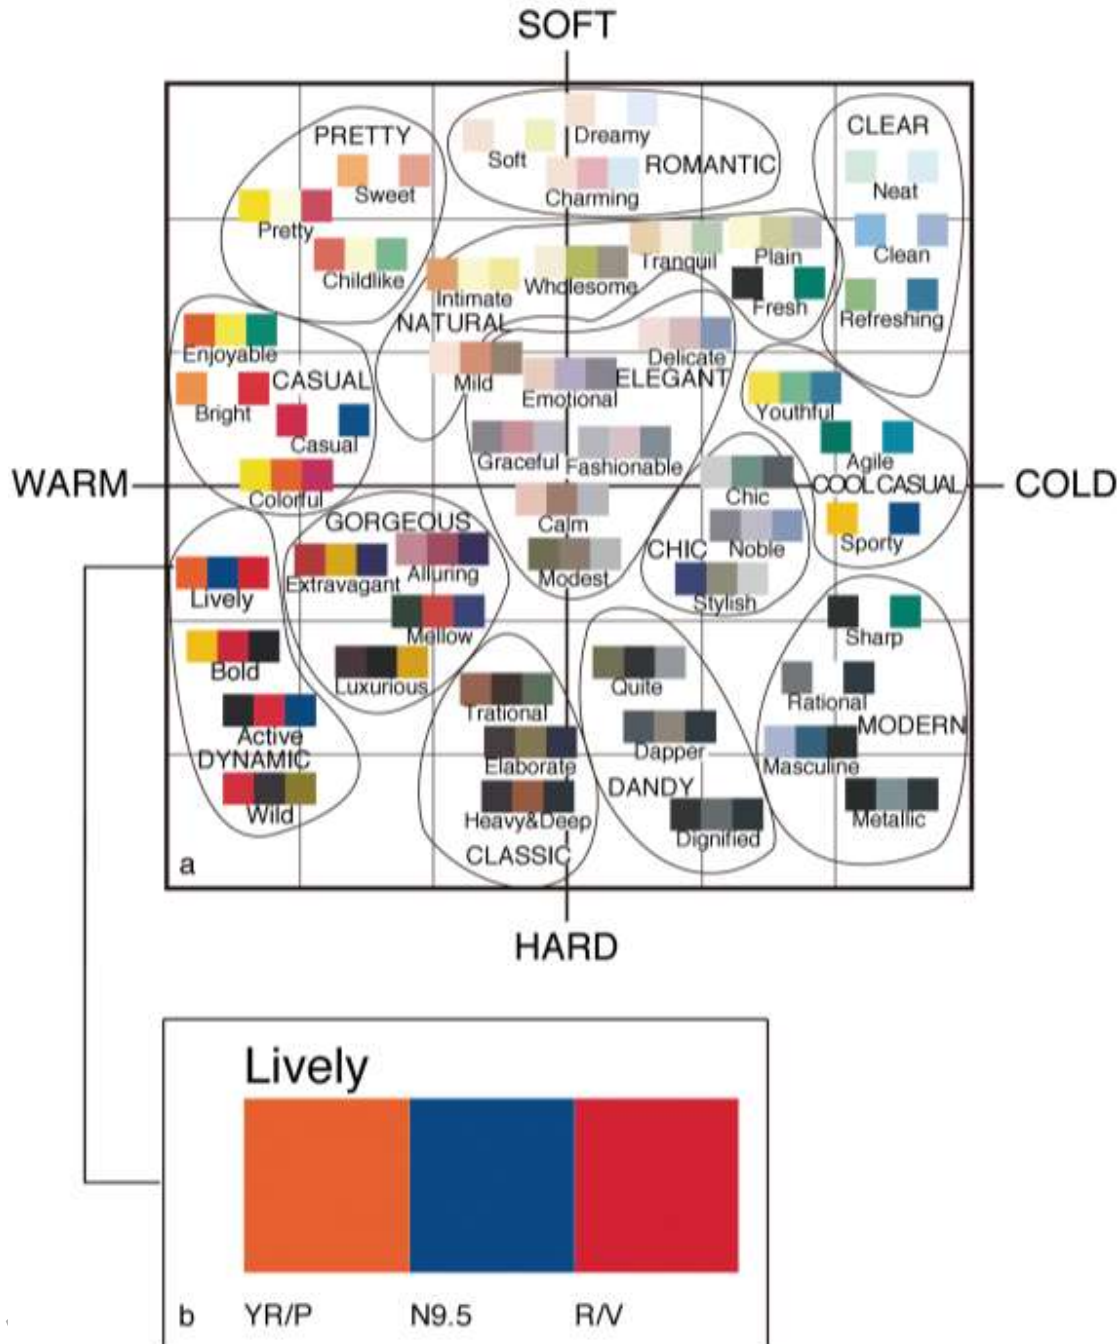 SOFT
PRETTY
CLEAR
Dreamy
Soft
ROMANTIC
Sweet
Neat
Charming
Pretty
Plain
Clean
Tranquil
Childlike
Wholesome
Intimate
Fresh
Refreshing
NATURAL
Enjoyable
Delicate
Mild
ELEGANT
CASUAL
Emotional
Bright
Youthful
Casual
Graceful
Fashionable
Agile
WARM
COLD
COOL CASUAL
Colorful
Chic
GORGEOUS
Calm
Sporty
CHIC
Noble
Alluring
Extravagant
Modest
Lively
Stylish
Mellow
Sharp
Bold
Luxurious
Quite
Rational
Trational
MODERN
Active
Dapper
DYNAMIC
Elaborate
Masculine
DANDY
Wild
Heavy&Deep
Metallic
Dignified
CLASSIC
a
HARD
Lively
b YR/P N9.5 R/V